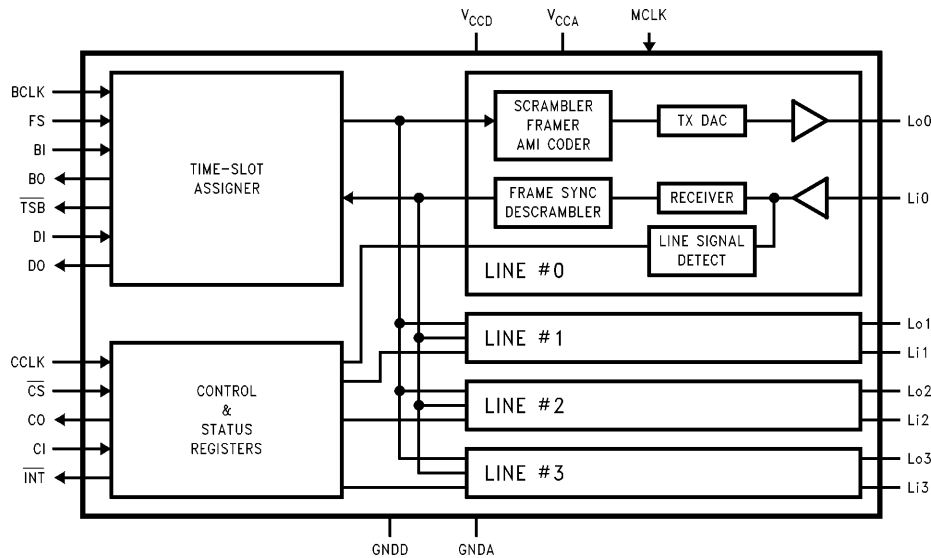 VCCD VCCA MCLK
BCLK
FS
BI
BO
TSB
DI
DO
TIME-SLOT
ASSIGNER
SCRAMBLER
FRAMER
AMI CODER
TX DAC
Lo0
FRAME SYNC
DESCRAMBLER
RECEIVER
Li0
LINE SIGNAL
DETECT
LINE #0
CCLK
CS
CO
CI
INT
CONTROL
&
STATUS
REGISTERS
LINE #1
Lo1
Li1
LINE #2
Lo2
Li2
LINE #3
Lo3
Li3
GNDD GNDA